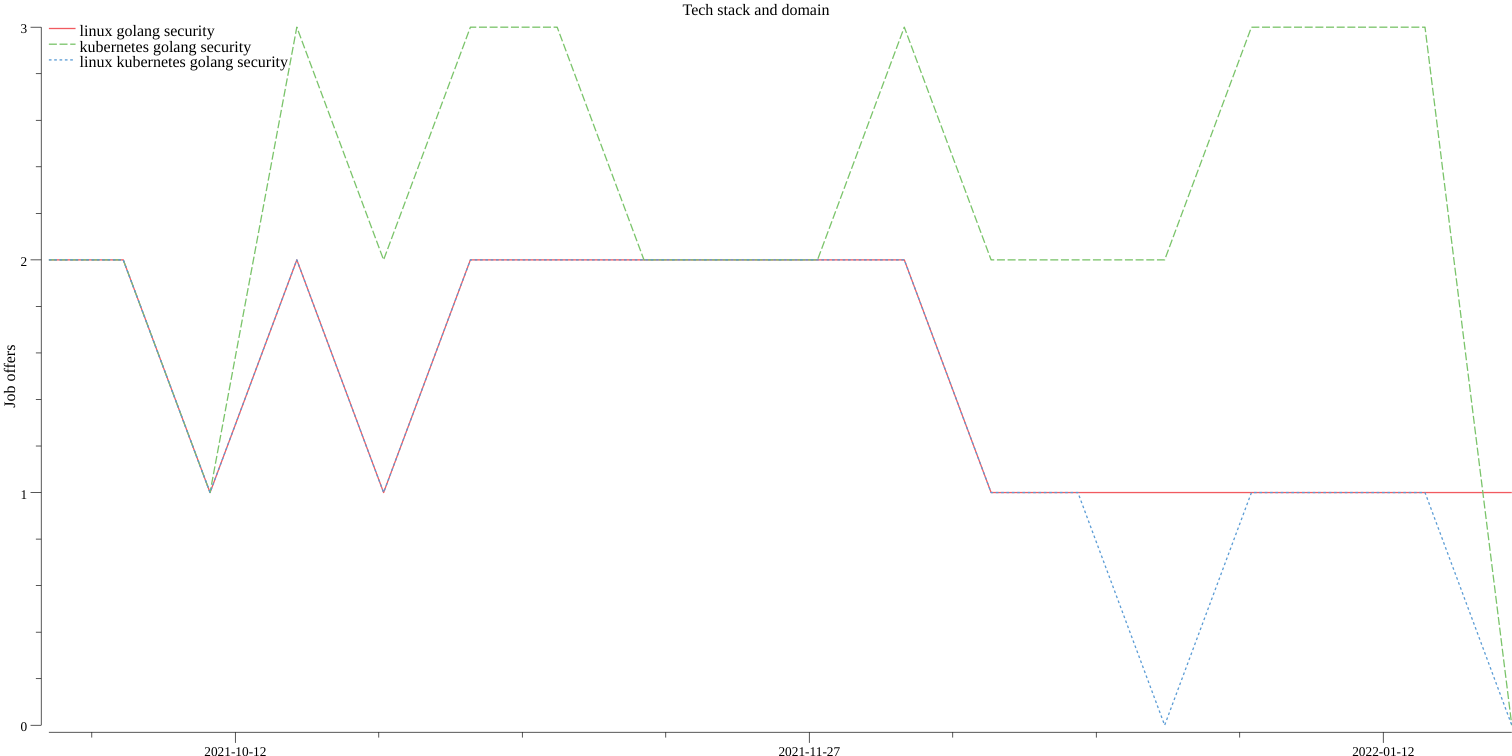 Tech stack and domain
linux golang security
kubernetes golang security
linux kubernetes golang security
3
2
1
0
Job offers
2021-10-12
2021-11-27
2022-01-12